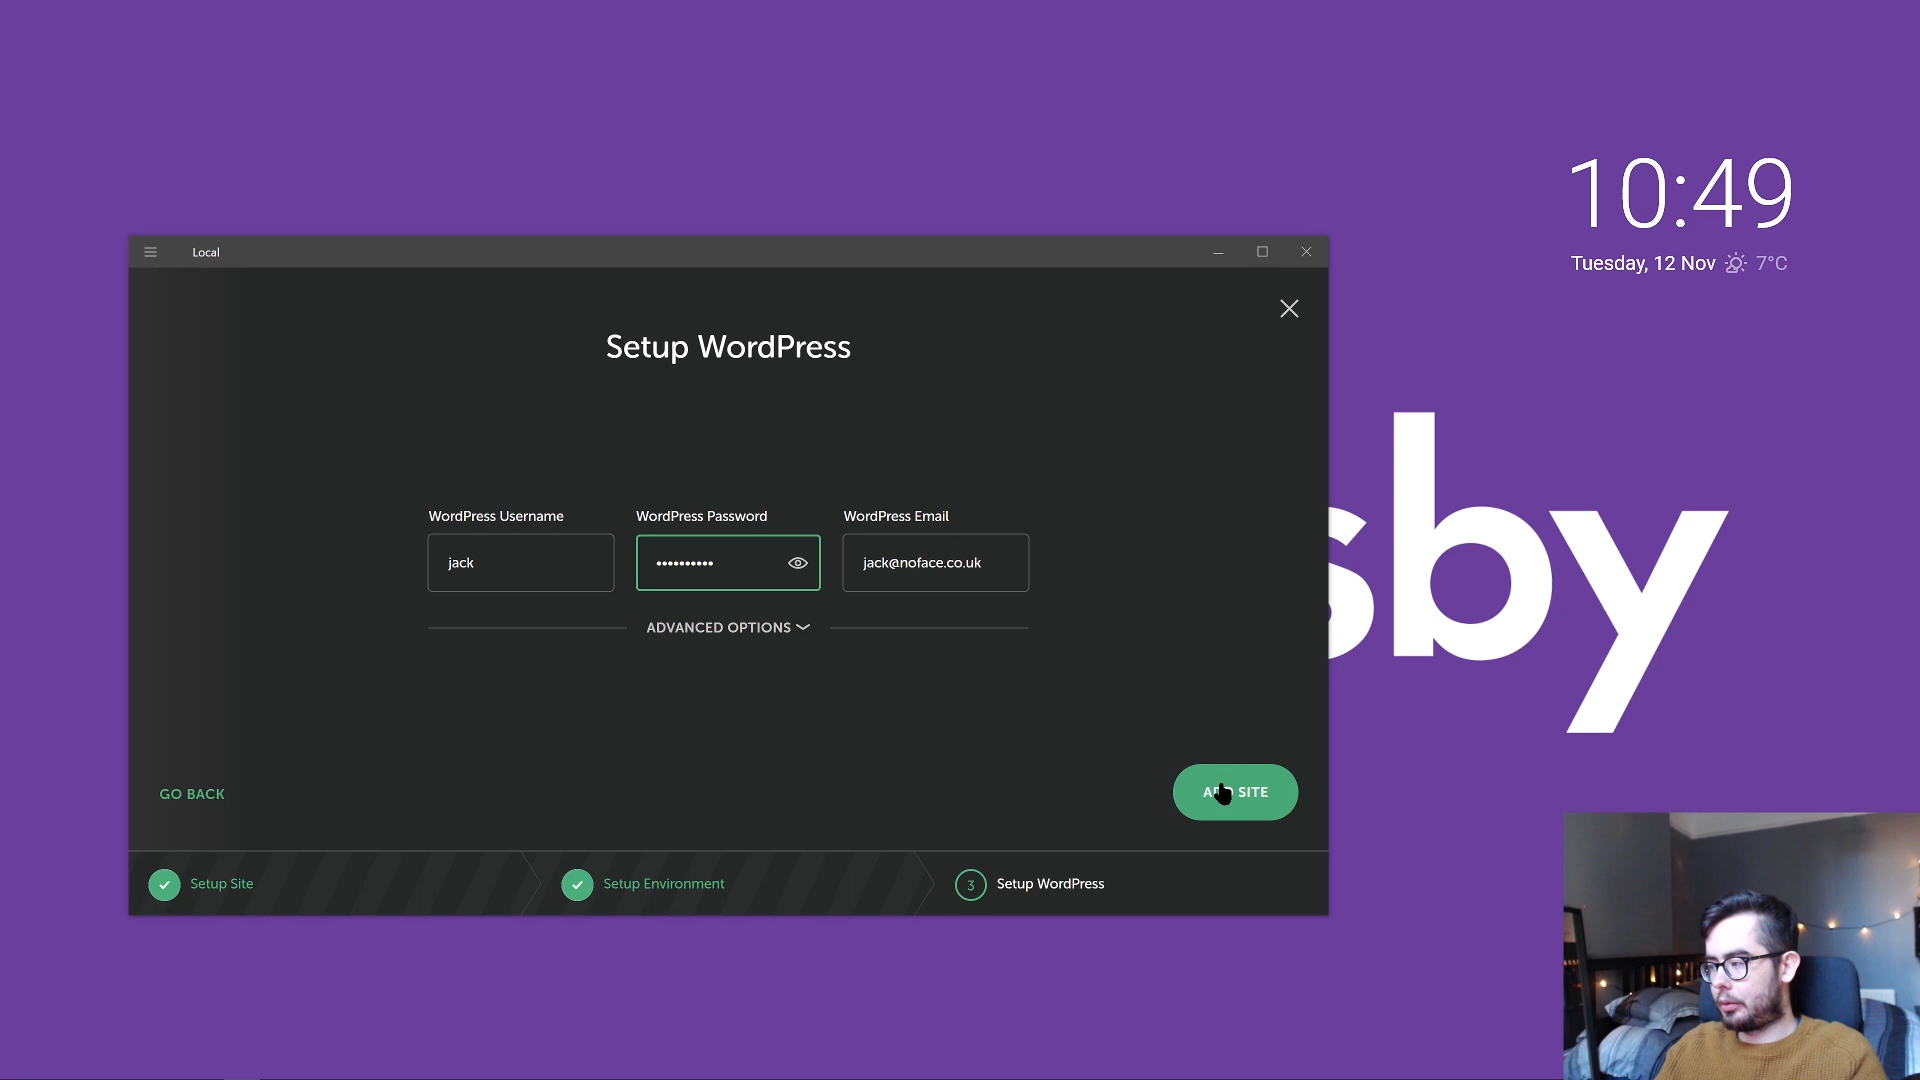 10:49
Tuesday, 12 Nov 7°C
Local
Setup WordPress
WordPress Username
WordPress Password
WordPress Email
jack
••••••••••
jack@noface.co.uk
ADVANCED OPTIONS
sby
GO BACK
ADD SITE
Setup Site
Setup Environment
3 Setup WordPress